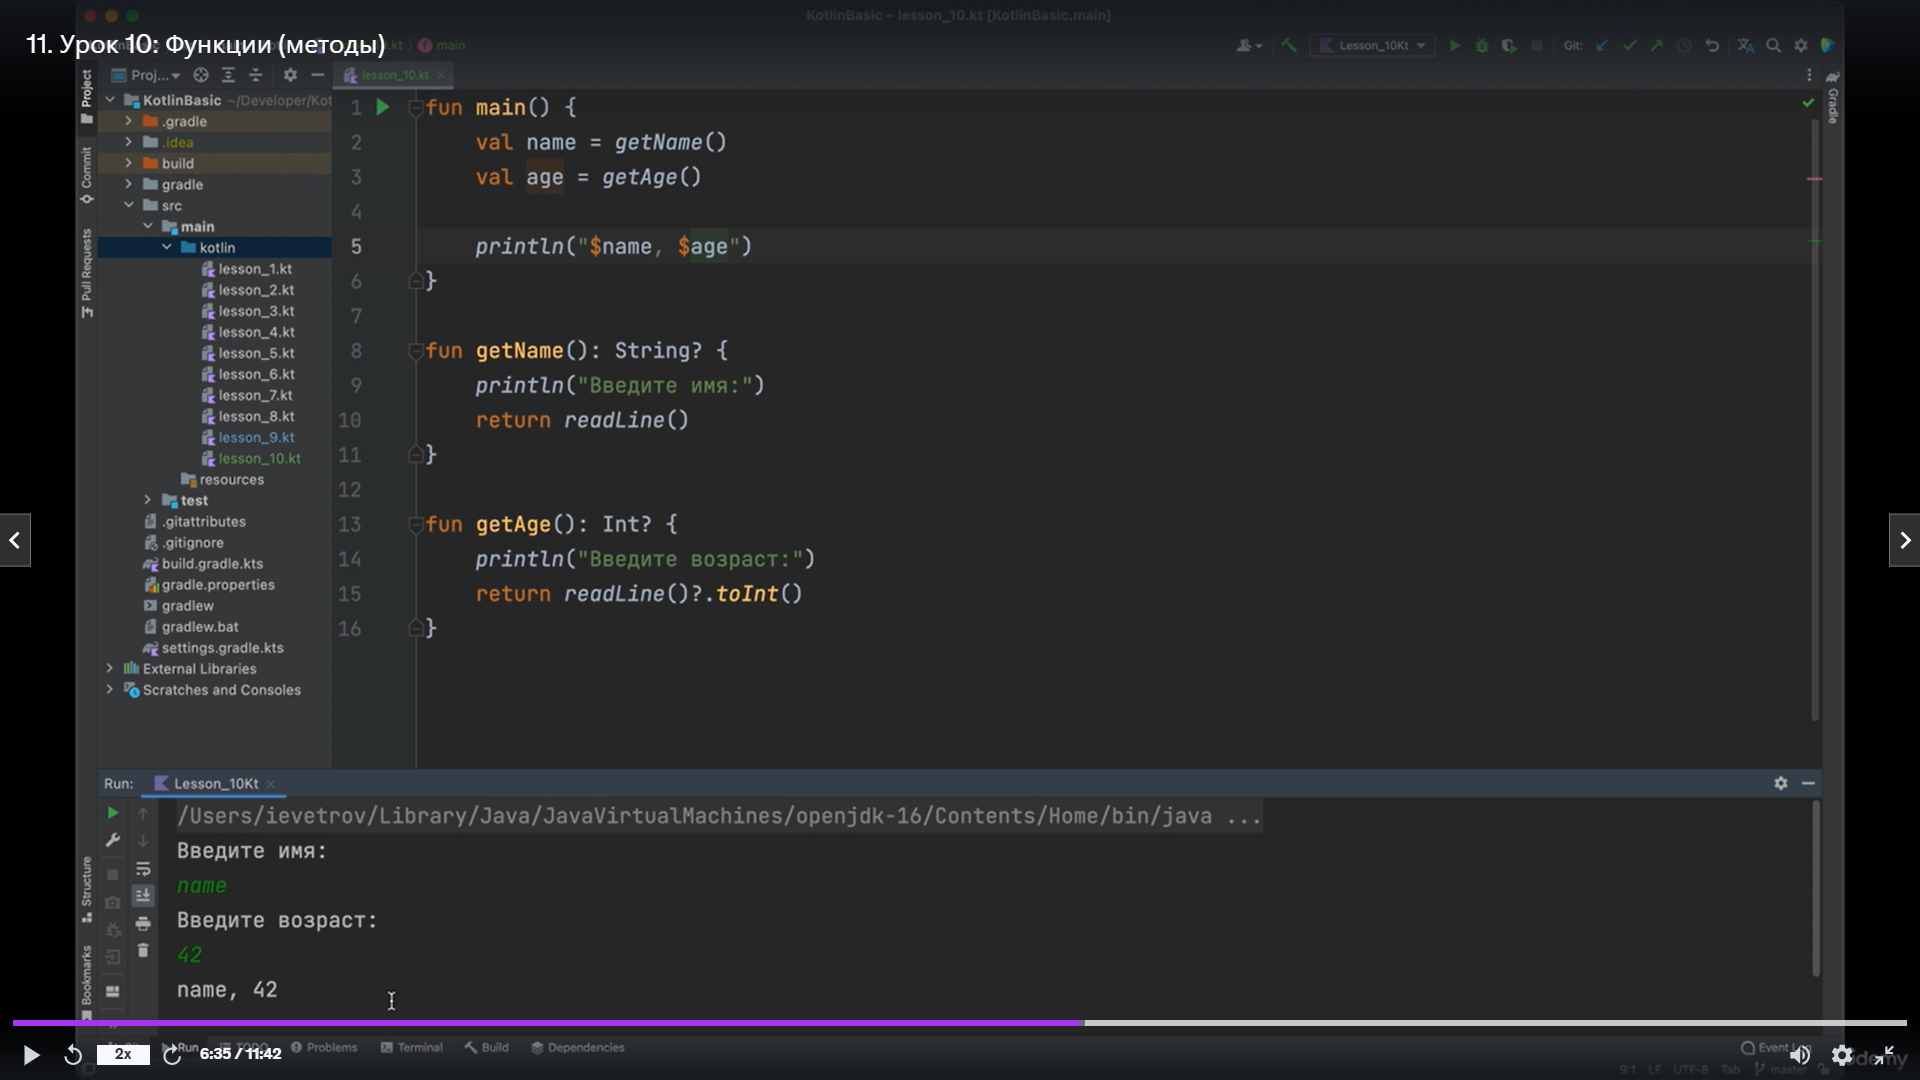 KotlinBasic – lesson_10.kt [KotlinBasic.main]
11. Урок 10: Функции (методы)
.kt
main
Lesson_10Kt
Git:
Project
Proj...
lesson_10.kt
Gradle
KotlinBasic ~/Developer/Kot
.gradle
.idea
build
gradle
src
main
kotlin
lesson_1.kt
lesson_2.kt
lesson_3.kt
lesson_4.kt
lesson_5.kt
lesson_6.kt
lesson_7.kt
lesson_8.kt
lesson_9.kt
lesson_10.kt
resources
test
.gitattributes
.gitignore
build.gradle.kts
gradle.properties
gradlew
gradlew.bat
settings.gradle.kts
External Libraries
Scratches and Consoles
Commit
Pull Requests
1 fun main() {
2 val name = getName()
3 val age = getAge()
4
5 println("$name, $age")
6 }
7
8 fun getName(): String? {
9 println("Введите имя:")
10 return readLine()
11 }
12
13 fun getAge(): Int? {
14 println("Введите возраст:")
15 return readLine()?.toInt()
16 }
Run: Lesson_10Kt
/Users/ievetrov/Library/Java/JavaVirtualMachines/openjdk-16/Contents/Home/bin/java ...
Введите имя:
name
Введите возраст:
42
name, 42
Structure
Bookmarks
Run
TODO
Problems
Terminal
Build
Dependencies
Event
2x
6:35 / 11:42
9:1 LF UTF-8 Tab master